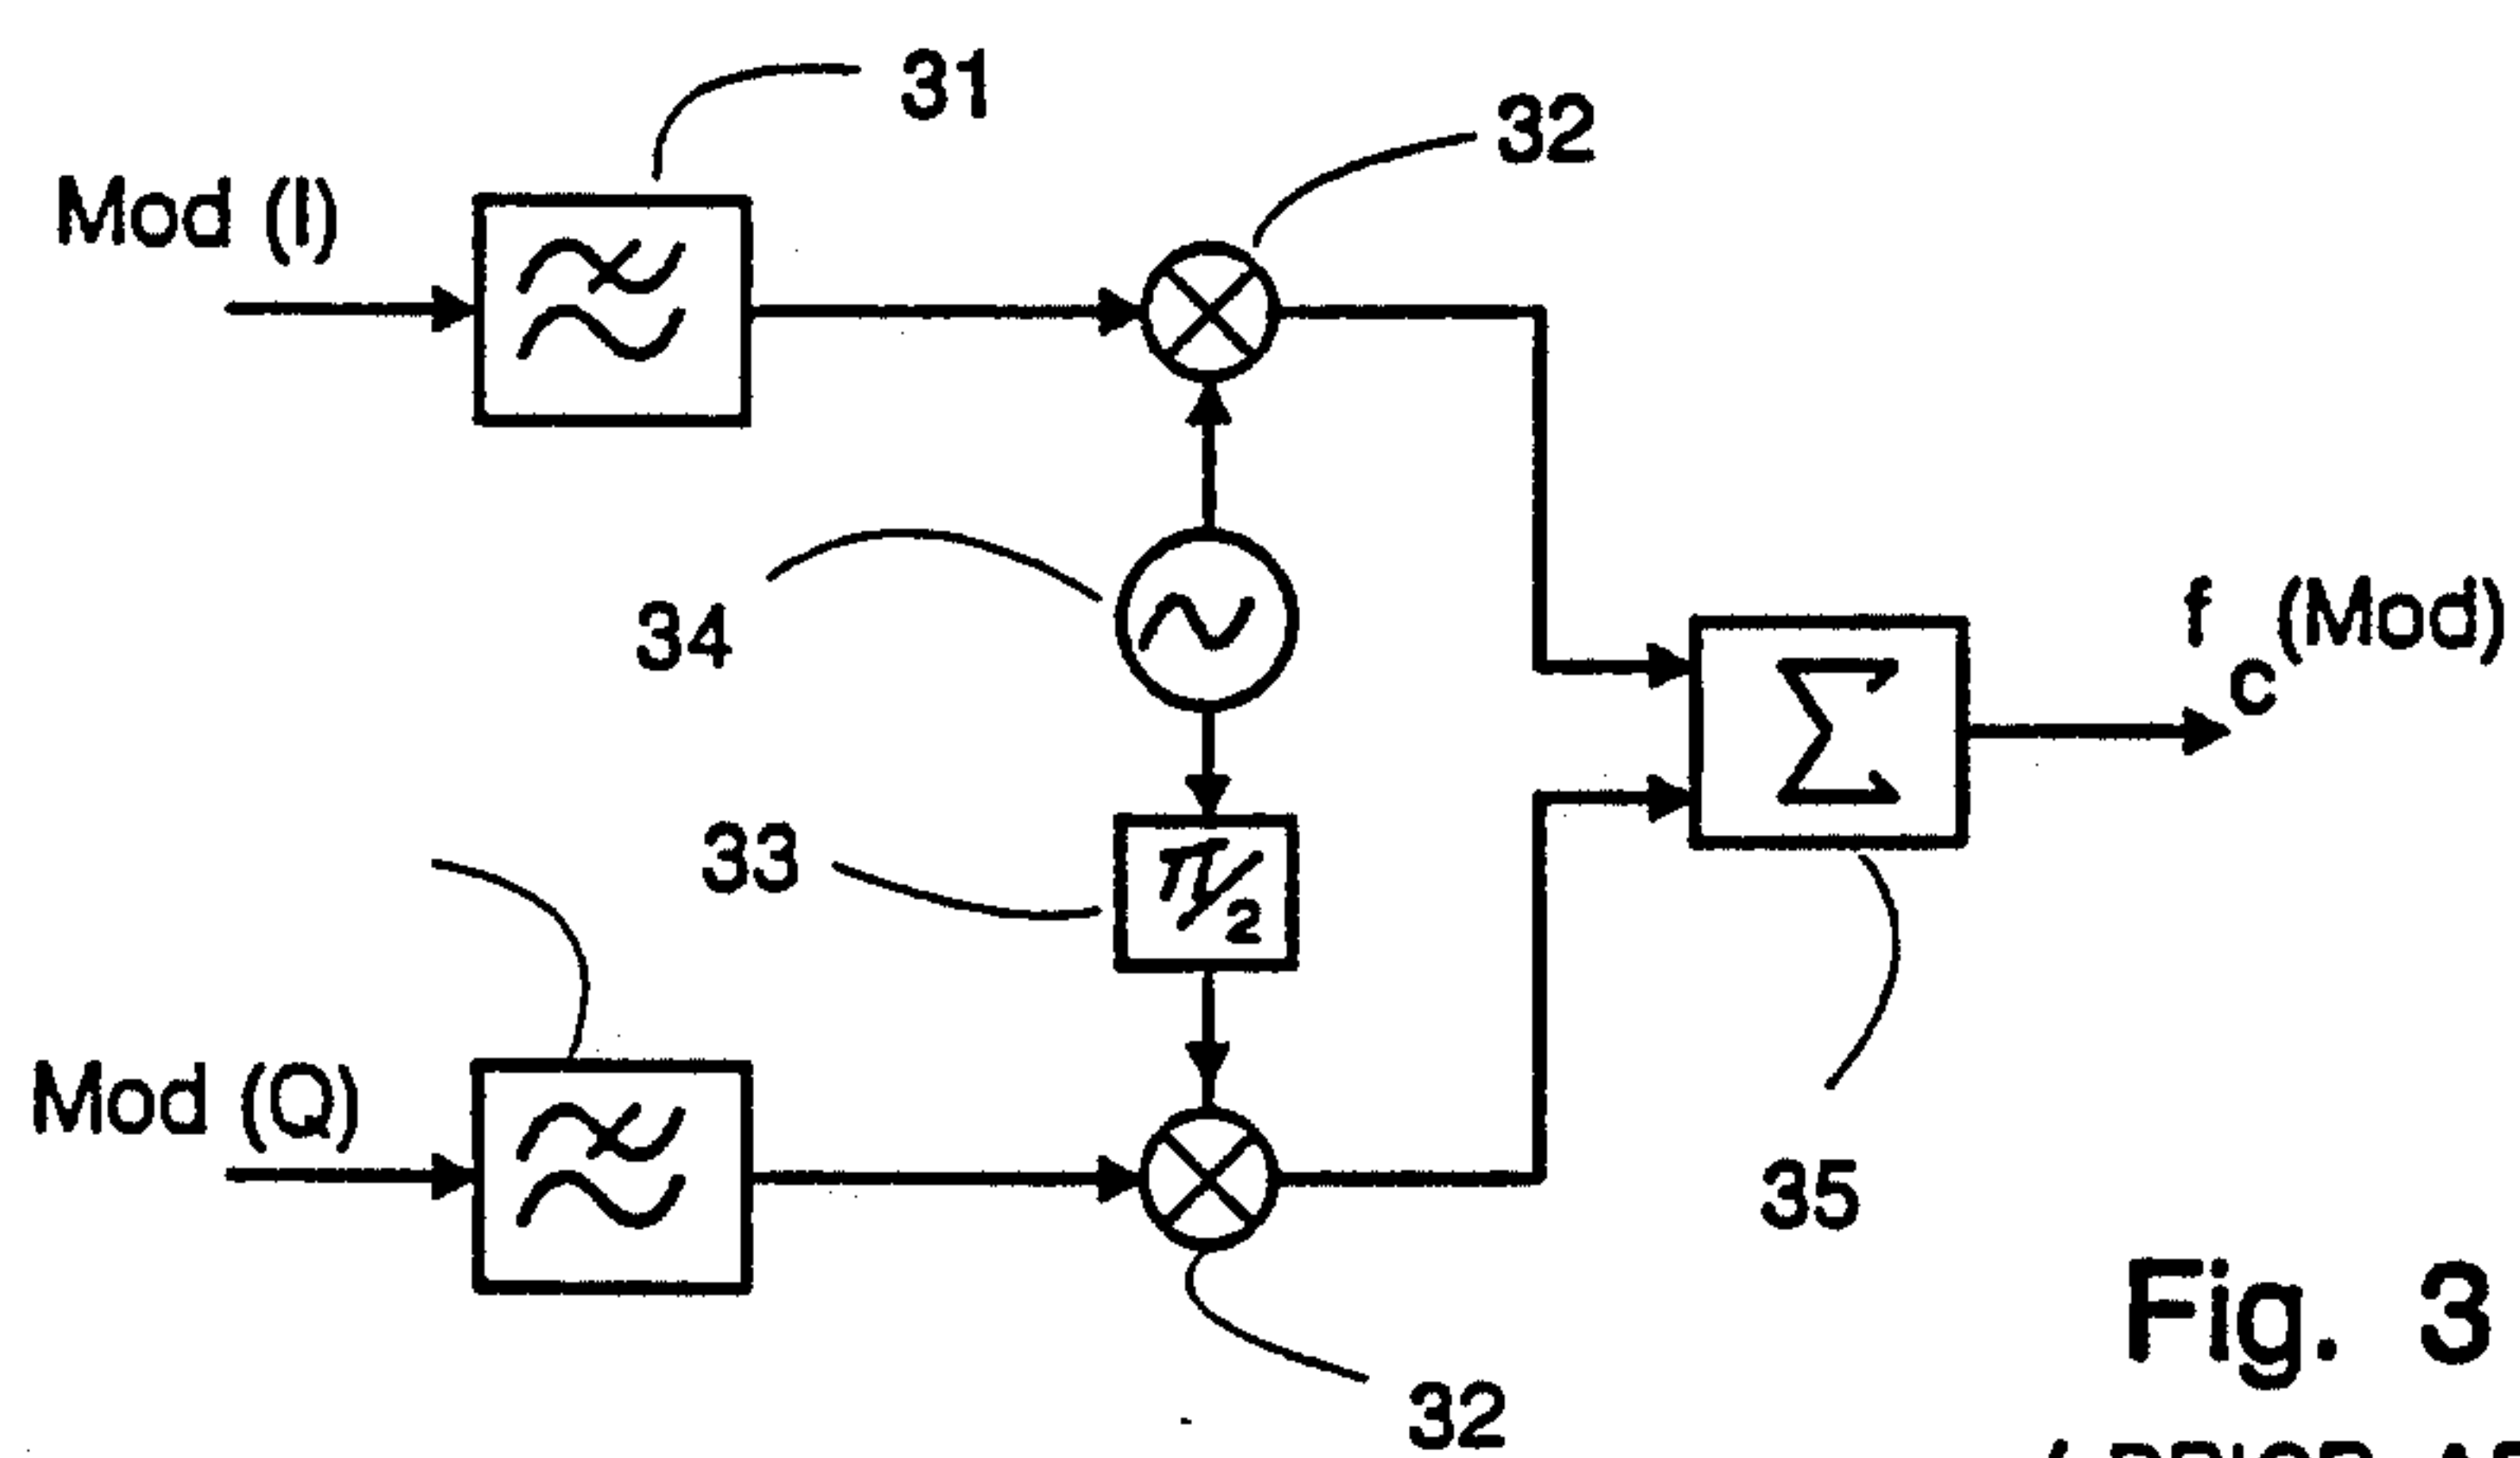 31
32
Mod (I)
34
f c (Mod)
Σ
33
π/2
Mod (Q)
35
32
Fig. 3